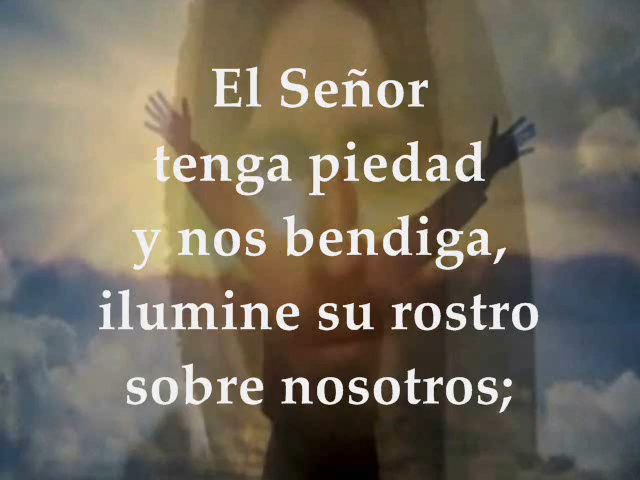 El Señor
tenga piedad
y nos bendiga,
ilumine su rostro
sobre nosotros;